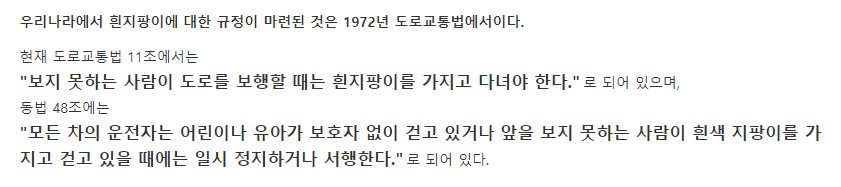 우리나라에서 흰지팡이에 대한 규정이 마련된 것은 1972년 도로교통법에서이다.
현재 도로교통법 11조에서는
"보지 못하는 사람이 도로를 보행할 때는 흰지팡이를 가지고 다녀야 한다." 로 되어 있으며,
동법 48조에는
"모든 차의 운전자는 어린이나 유아가 보호자 없이 걷고 있거나 앞을 보지 못하는 사람이 흰색 지팡이를 가
지고 걷고 있을 때에는 일시 정지하거나 서행한다." 로 되어 있다.